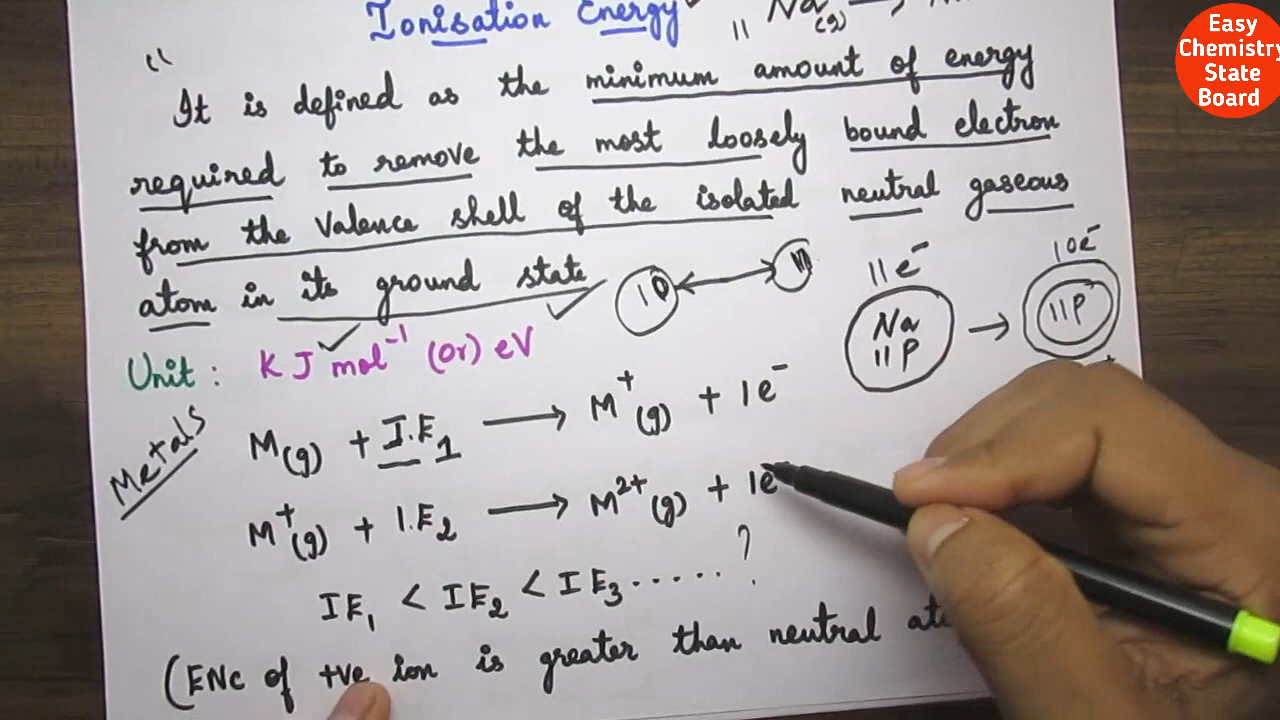 Ionisation Energy
" Na(g) →
"
It is defined as the minimum amount of energy
required to remove the most loosely bound electron
from the valence shell of the isolated neutral gaseous
atom in its ground state
Unit : KJ mol⁻¹ (or) eV
11e⁻
Na
11P
→
10e⁻
11P
Metals
M(g) + I.E₁ → M⁺(g) + 1e⁻
M⁺(g) + I.E₂ → M²⁺(g) + 1e⁻
IE₁ < IE₂ < IE₃ ...... ?
(ENC of +ve ion is greater than neutral
Easy
Chemistry
State
Board